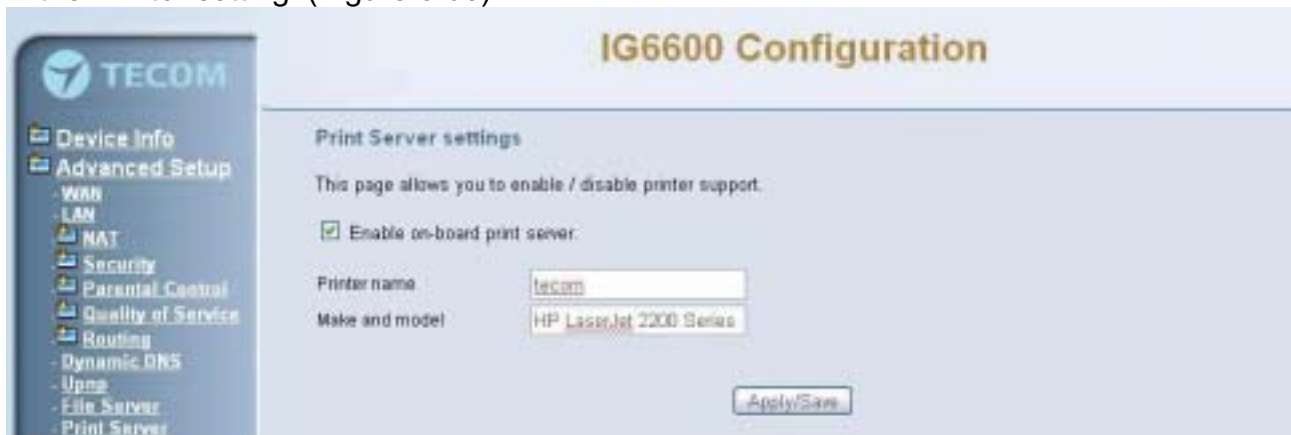 IG6600 Configuration
TECOM
Device Info
Advanced Setup
- WAN
- LAN
NAT
Security
Parental Control
Quality of Service
Routing
- Dynamic DNS
- Upnp
- File Server
- Print Server
Print Server settings
This page allows you to enable / disable printer support.
Enable on-board print server.
Printer name
tecom
Make and model
HP LaserJet 2200 Series
Apply/Save